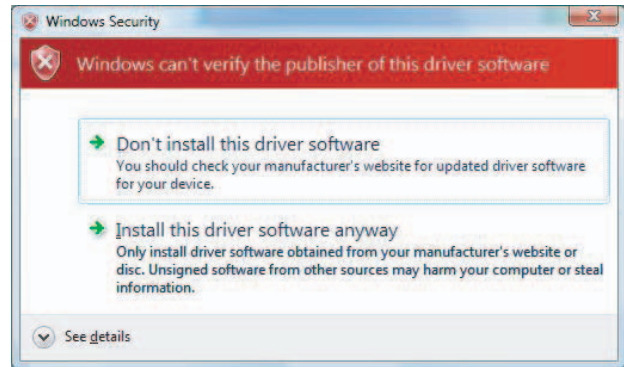 Windows Security
Windows can't verify the publisher of this driver software
Don't install this driver software
You should check your manufacturer's website for updated driver software
for your device.
Install this driver software anyway
Only install driver software obtained from your manufacturer's website or
disc. Unsigned software from other sources may harm your computer or steal
information.
See details